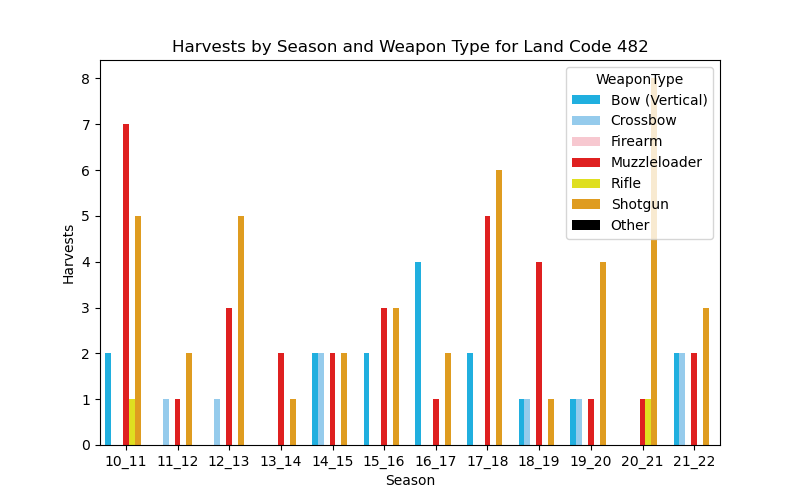 Harvests by Season and Weapon Type for Land Code 482
Harvests
8
7
6
5
4
3
2
1
0
WeaponType
Bow (Vertical)
Crossbow
Firearm
Muzzleloader
Rifle
Shotgun
Other
10_11 11_12 12_13 13_14 14_15 15_16 16_17 17_18 18_19 19_20 20_21 21_22
Season